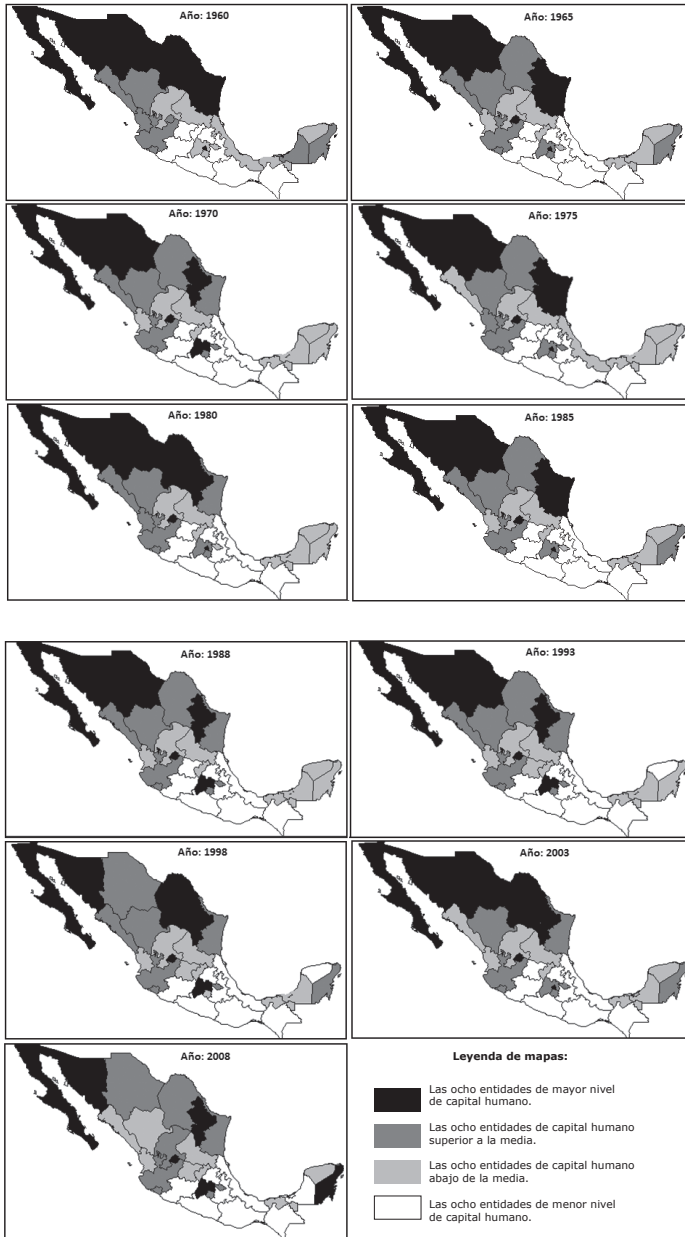 Año: 1960
Año: 1965
Año: 1970
Año: 1975
Año: 1980
Año: 1985
Año: 1988
Año: 1993
Año: 1998
Año: 2003
Año: 2008
Leyenda de mapas:
Las ocho entidades de mayor nivel
de capital humano.
Las ocho entidades de capital humano
superior a la media.
Las ocho entidades de capital humano
abajo de la media.
Las ocho entidades de menor nivel
de capital humano.